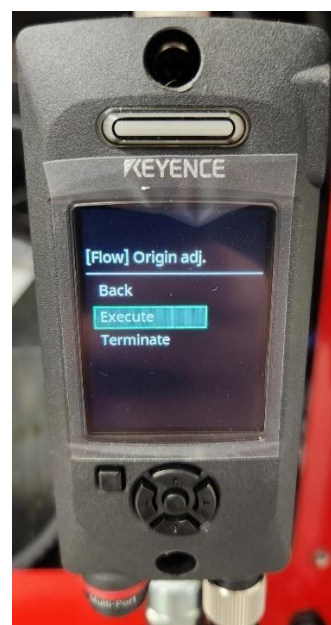 KEYENCE
[Flow] Origin adj.
Back
Execute
Terminate
Multi-Port